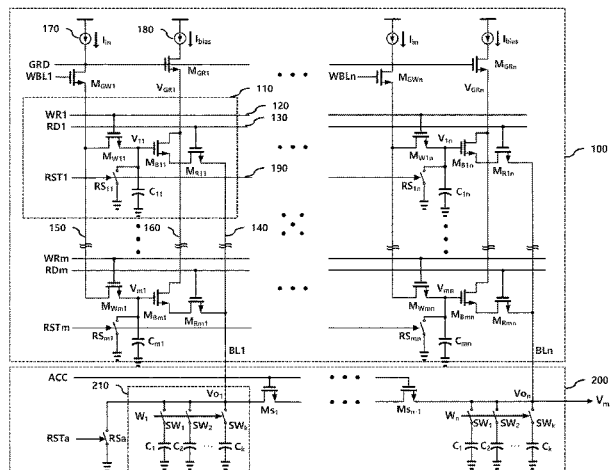 170 180 I_in I_bias I_in I_bias
GRD M_GR1 M_GRn
WBL1 M_GW1 WBLn M_GWn
110 V_GR1 V_GRn
WR1 120
RD1 130
V_11 V_1n 100
M_W11 M_B11 M_R11 M_W1n M_B1n M_R1n
RST1 190
RS_11 C_11 RS_1n C_1n
150 160 140
WRm
RDm
V_m1 V_mn
M_Wm1 M_Bm1 M_Rm1 M_Wmn M_Bmn M_Rmn
RSTm
RS_m1 C_m1 RS_mn C_mn
BL1 BLn
ACC 210 Vo_1 Ms_1 Ms_n-1 Vo_n 200
V_m
W_1 SW_1 SW_2 SW_k W_n SW_1 SW_2 SW_k
RSTa RSa
C_1 C_2 ... C_k C_1 C_2 ... C_k